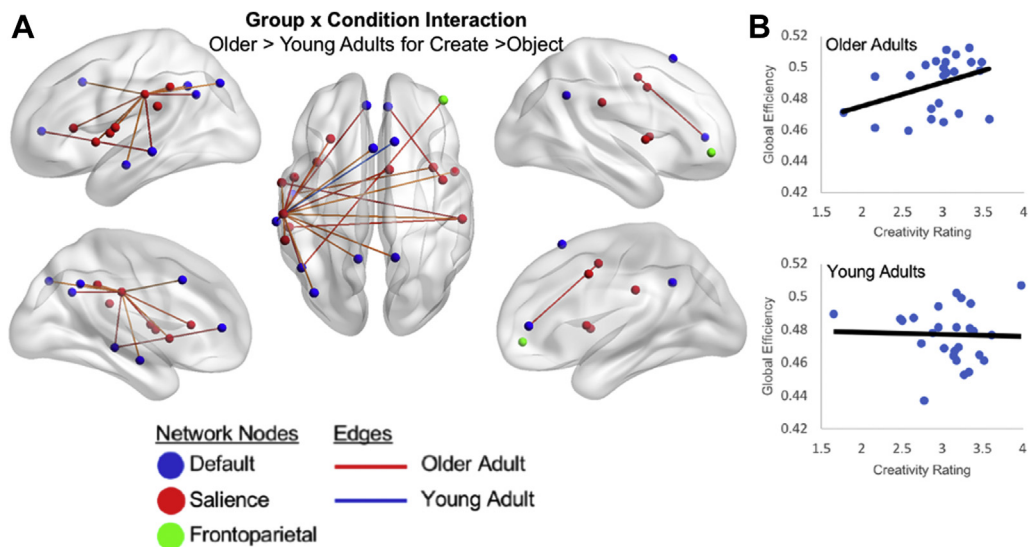 A
Group x Condition Interaction
Older > Young Adults for Create >Object
Network Nodes
Default
Salience
Frontoparietal
Edges
Older Adult
Young Adult
B
Older Adults
Global Efficiency
0.52
0.5
0.48
0.46
0.44
0.42
1.5 2 2.5 3 3.5 4
Creativity Rating
Young Adults
Global Efficiency
0.52
0.5
0.48
0.46
0.44
0.42
1.5 2 2.5 3 3.5 4
Creativity Rating